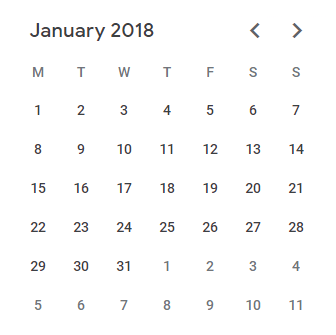 January 2018
M T W T F S S
1 2 3 4 5 6 7
8 9 10 11 12 13 14
15 16 17 18 19 20 21
22 23 24 25 26 27 28
29 30 31 1 2 3 4
5 6 7 8 9 10 11